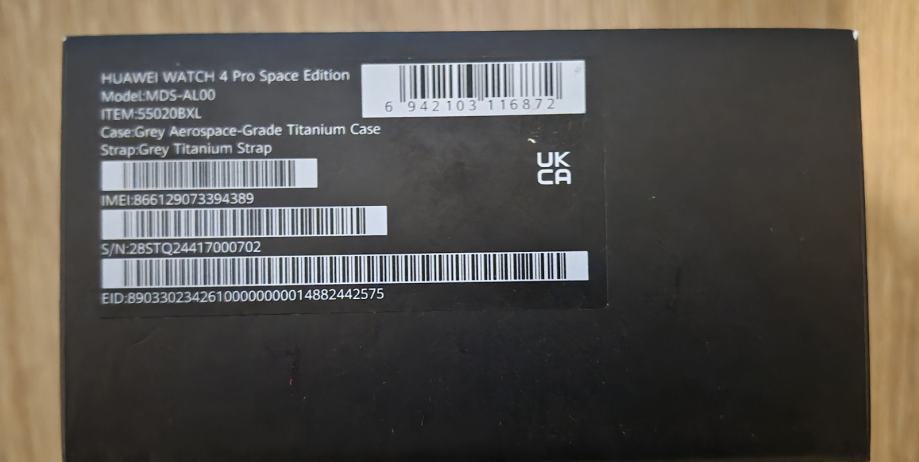 HUAWEI WATCH 4 Pro Space Edition
Model:MDS-AL00
ITEM:55020BXL
Case:Grey Aerospace-Grade Titanium Case
Strap:Grey Titanium Strap
6 942103 116872
UK
CA
IMEI:866129073394389
S/N:28STQ24417000702
EID:89033023426100000000014882442575